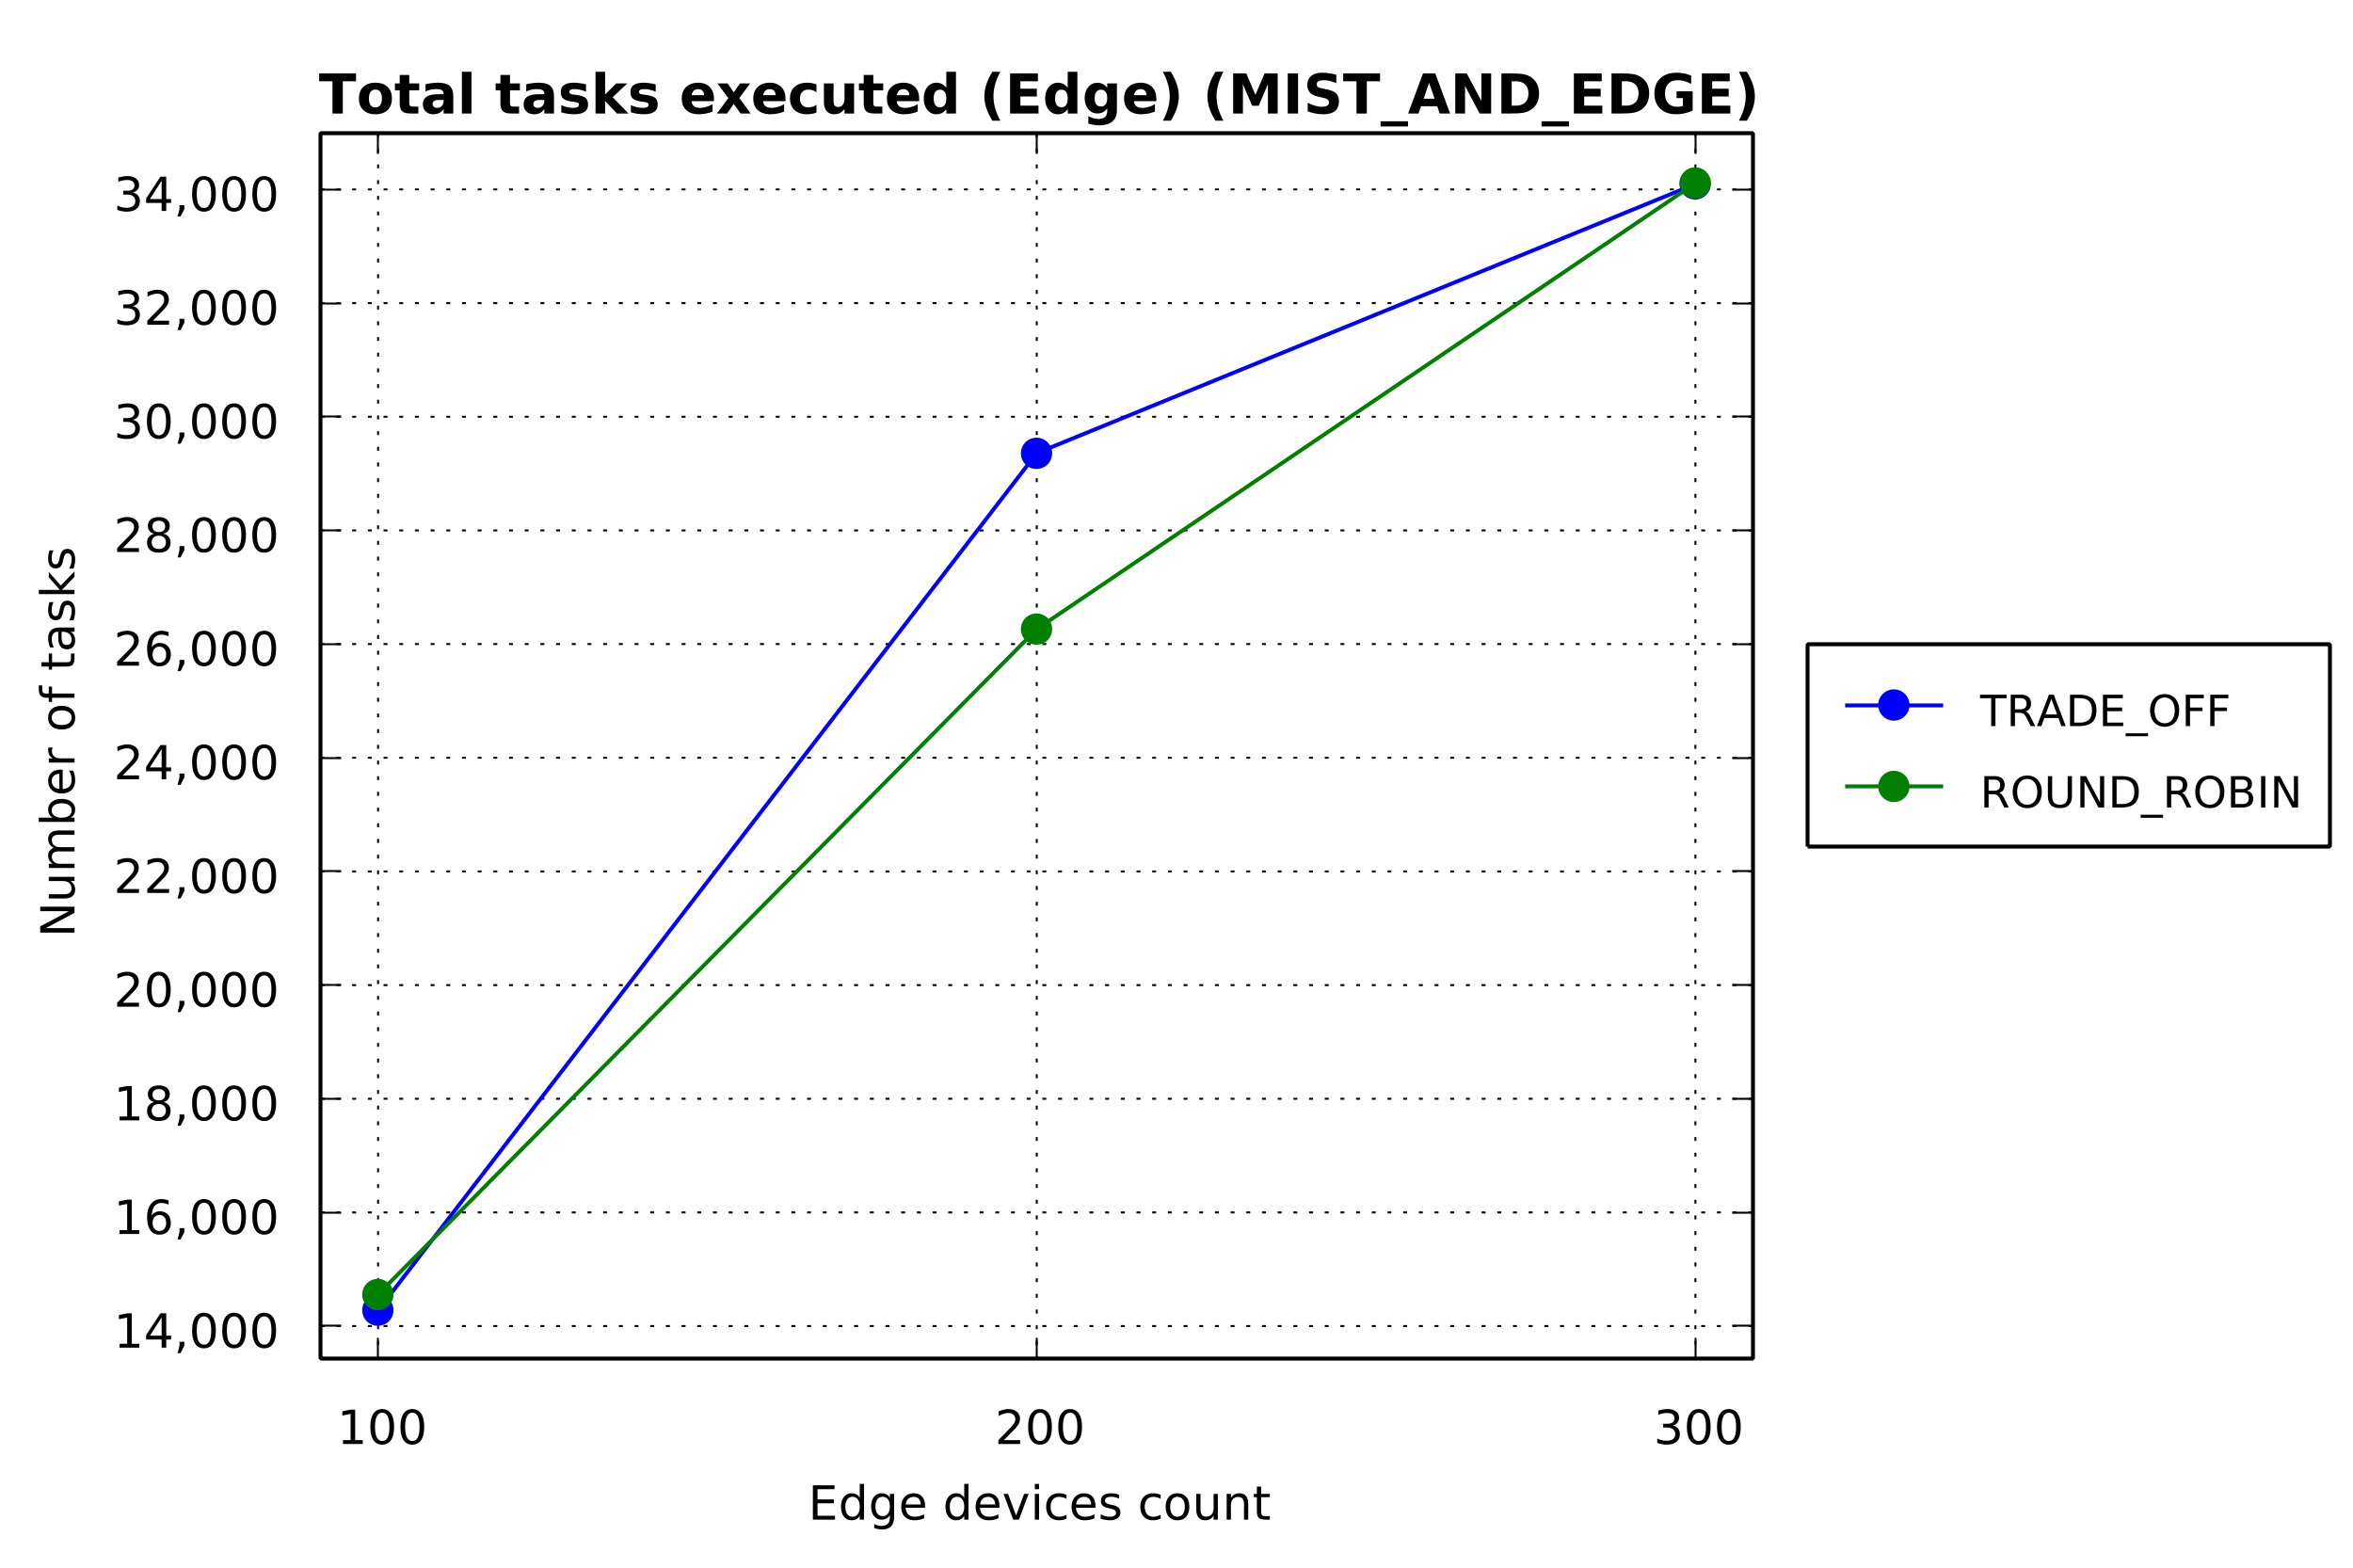 Total tasks executed (Edge) (MIST_AND_EDGE)
34,000
32,000
30,000
28,000
26,000
24,000
22,000
20,000
18,000
16,000
14,000
Number of tasks
100
200
300
Edge devices count
TRADE_OFF
ROUND_ROBIN